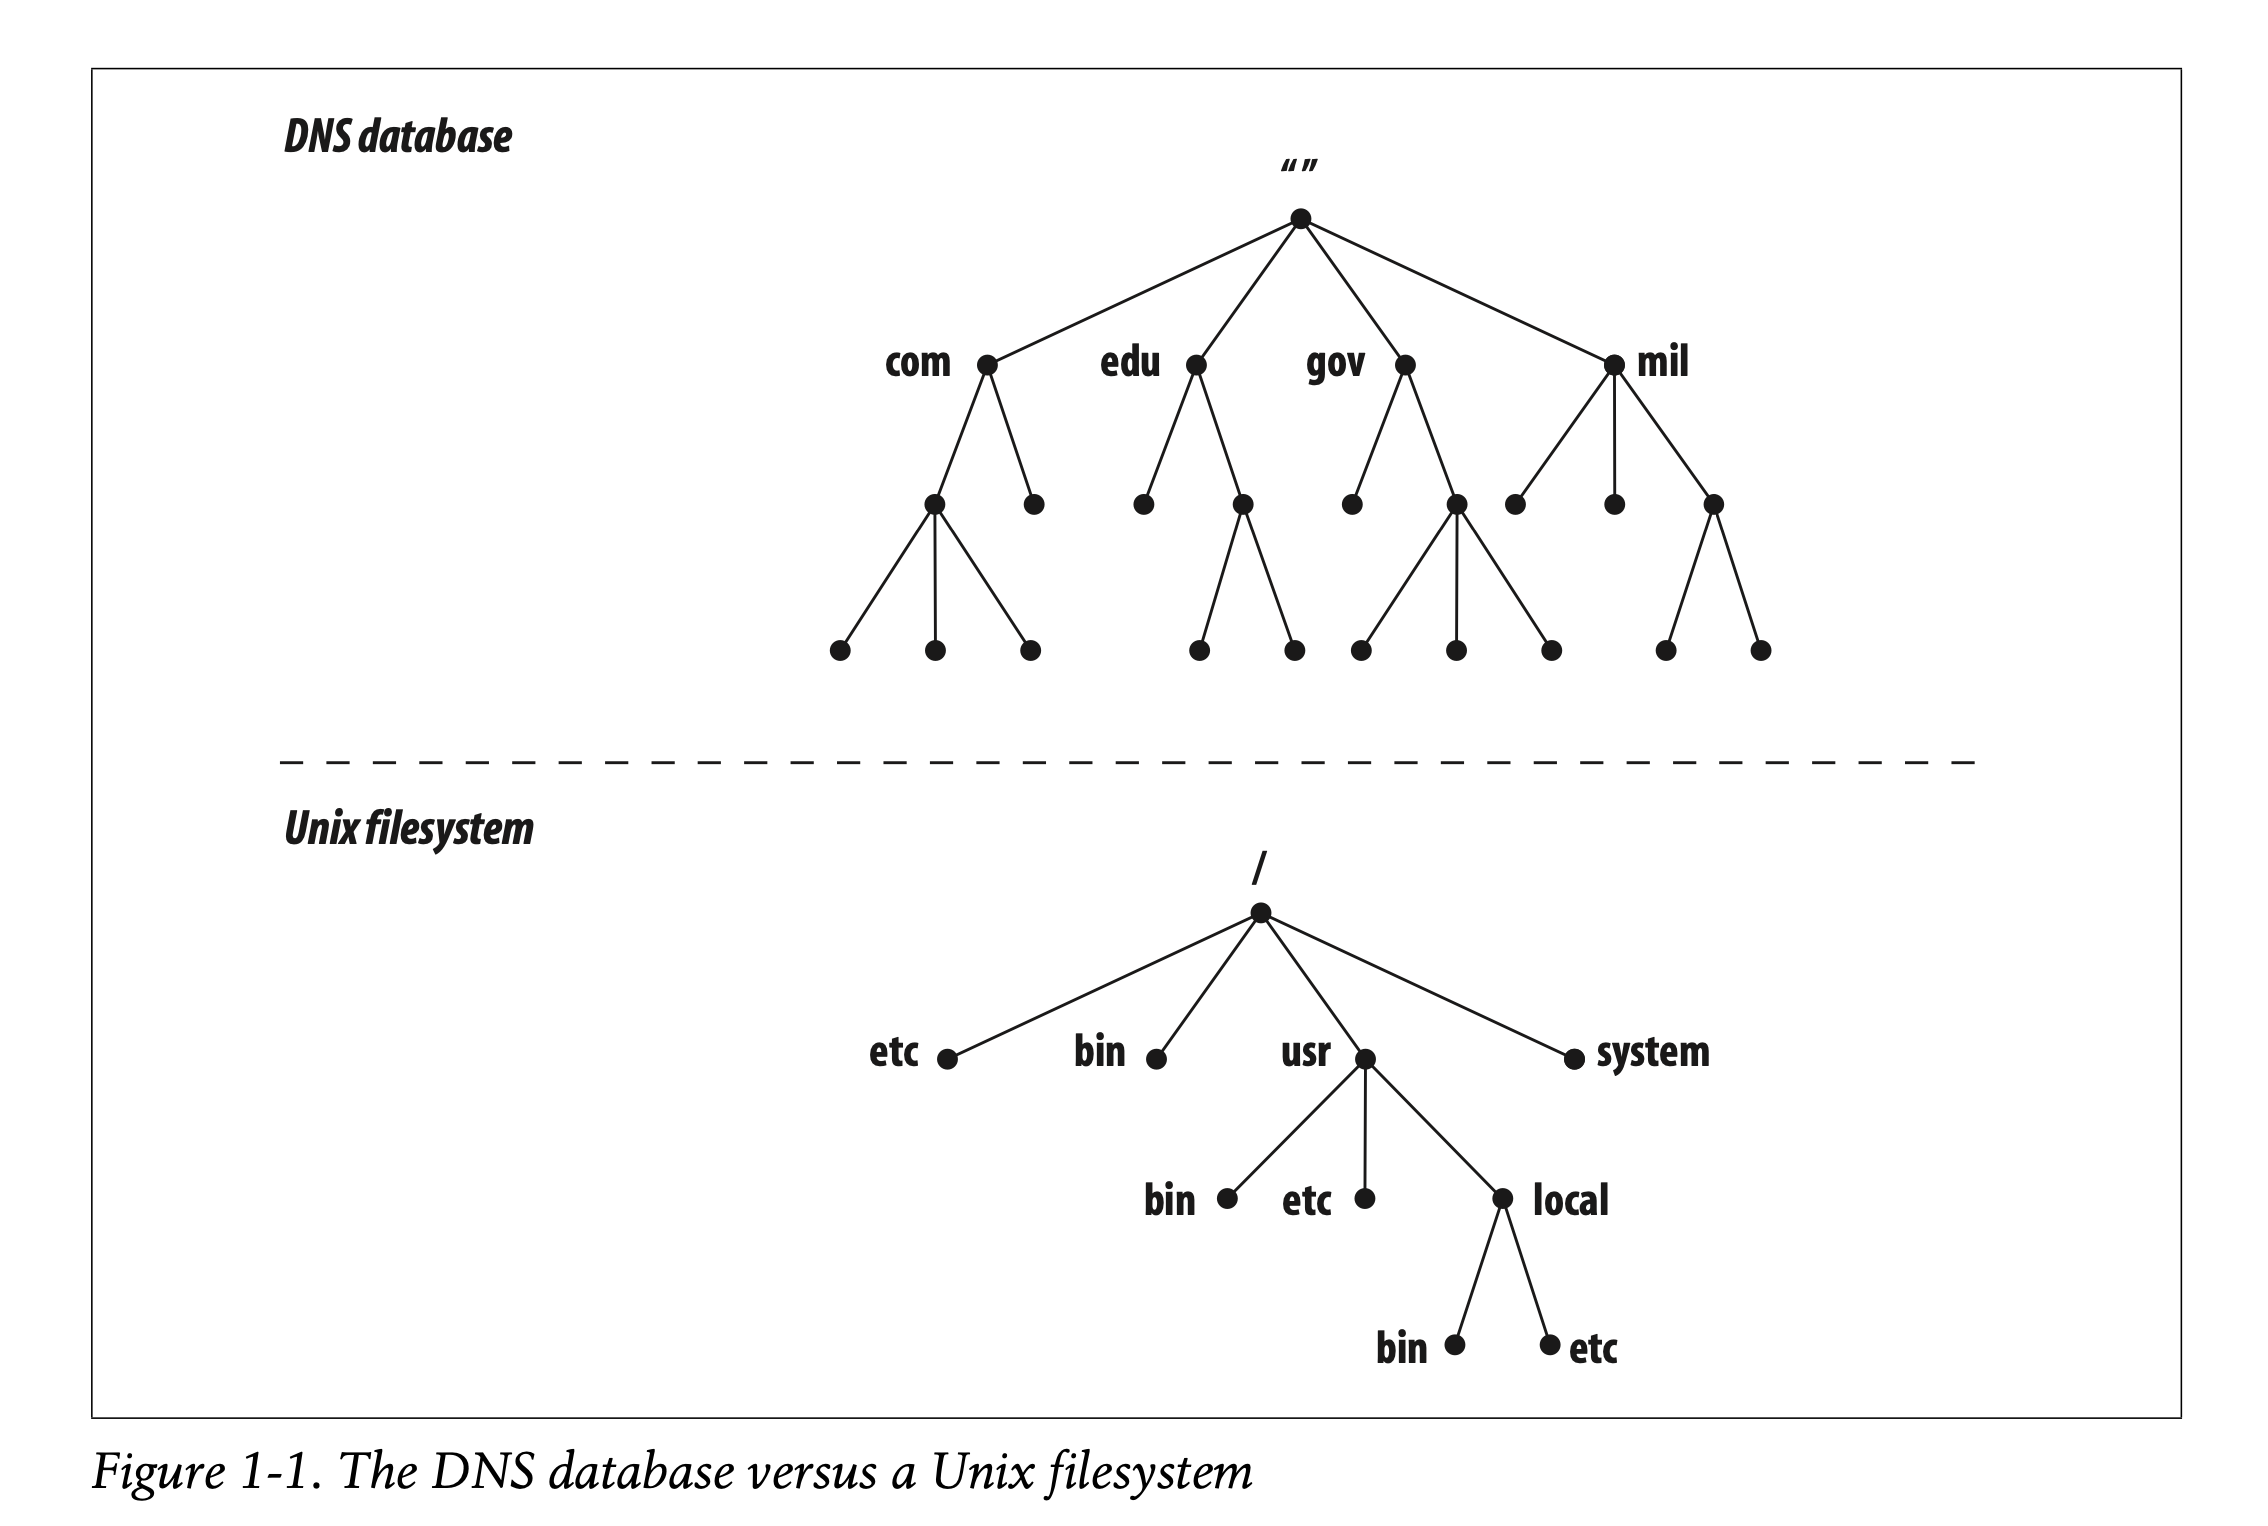 DNS database
“ ”
com edu gov mil
Unix filesystem
/
etc bin usr system
bin etc local
bin etc
Figure 1-1. The DNS database versus a Unix filesystem